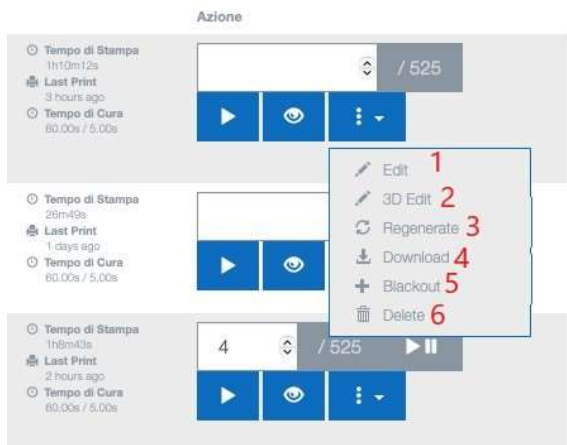 Azione
Tempo di Stampa
1h10m12s
Last Print
3 hours ago
Tempo di Cura
60.00s / 5.00s
/ 525
Edit 1
3D Edit 2
Regenerate 3
Download 4
Blackout 5
Delete 6
Tempo di Stampa
26m49s
Last Print
1 days ago
Tempo di Cura
60.00s / 5.00s
Tempo di Stampa
1h8m43s
Last Print
2 hours ago
Tempo di Cura
60.00s / 5.00s
4 / 525